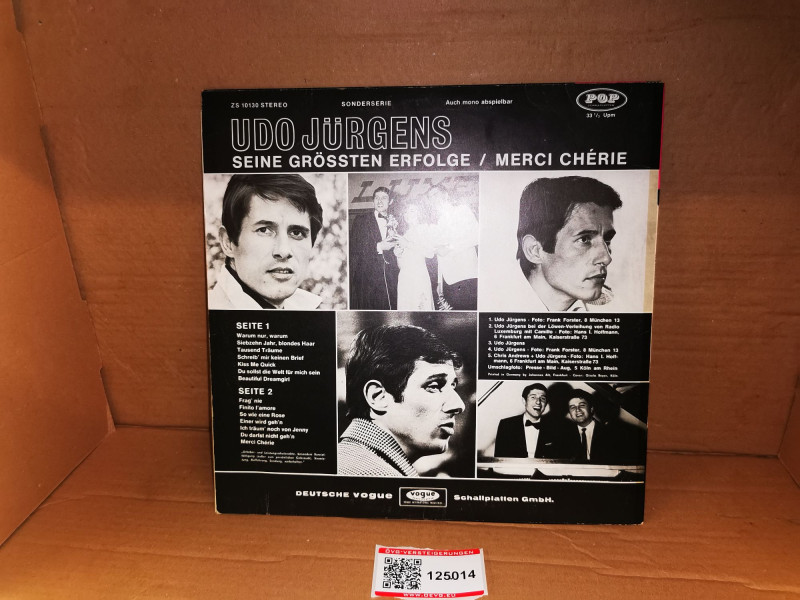 ZS 10130 STEREO SONDERSERIE Auch mono abspielbar POP
33 1/3 Upm
UDO JÜRGENS
SEINE GRÖSSTEN ERFOLGE / MERCI CHÉRIE
SEITE 1
Warum nur, warum
Siebzehn Jahr, blondes Haar
Tausend Träume
Schreib' mir keinen Brief
Kiss Me Quick
Du sollst die Welt für mich sein
Beautiful Dreamgirl
SEITE 2
Frag' nie
Finito l'amore
So wie eine Rose
Einer wird geh'n
Ich träum' noch von Jenny
Du darfst nicht geh'n
Merci Chérie
1. Udo Jürgens - Foto: Frank Forster, 8 München 13
2. Udo Jürgens bei der Löwen-Verleihung von Radio
Luxemburg mit Camillo - Foto: Hans I. Hoffmann,
6 Frankfurt am Main, Kaiserstraße 73
3. Udo Jürgens
4. Udo Jürgens - Foto: Frank Forster, 8 München 13
5. Chris Andrews + Udo Jürgens - Foto: Hans I. Hoff-
mann, 6 Frankfurt am Main, Kaiserstraße 73
Umschlagfoto: Presse - Bild - Aug, 5 Köln am Rhein
DEUTSCHE VOGUE vogue Schallplatten GmbH.
ÖVD-VERSTEIGERUNGEN
125014
WWW.OEVD.EU